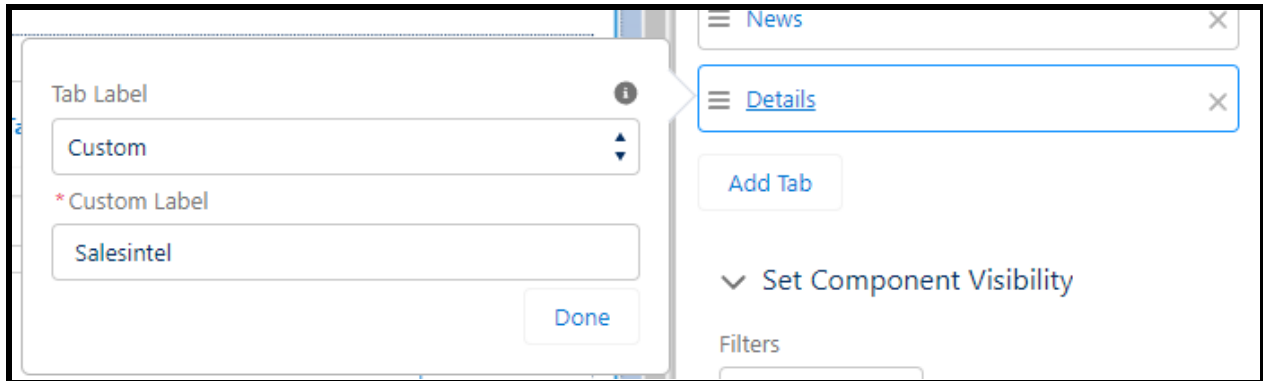 News
Tab Label
Details
Custom
Add Tab
* Custom Label
Salesintel
Set Component Visibility
Done
Filters